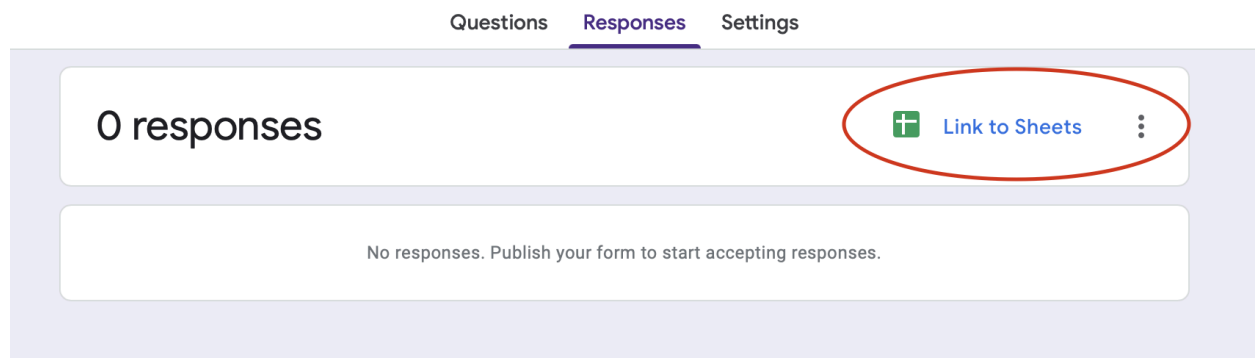 Questions Responses Settings
0 responses Link to Sheets
No responses. Publish your form to start accepting responses.